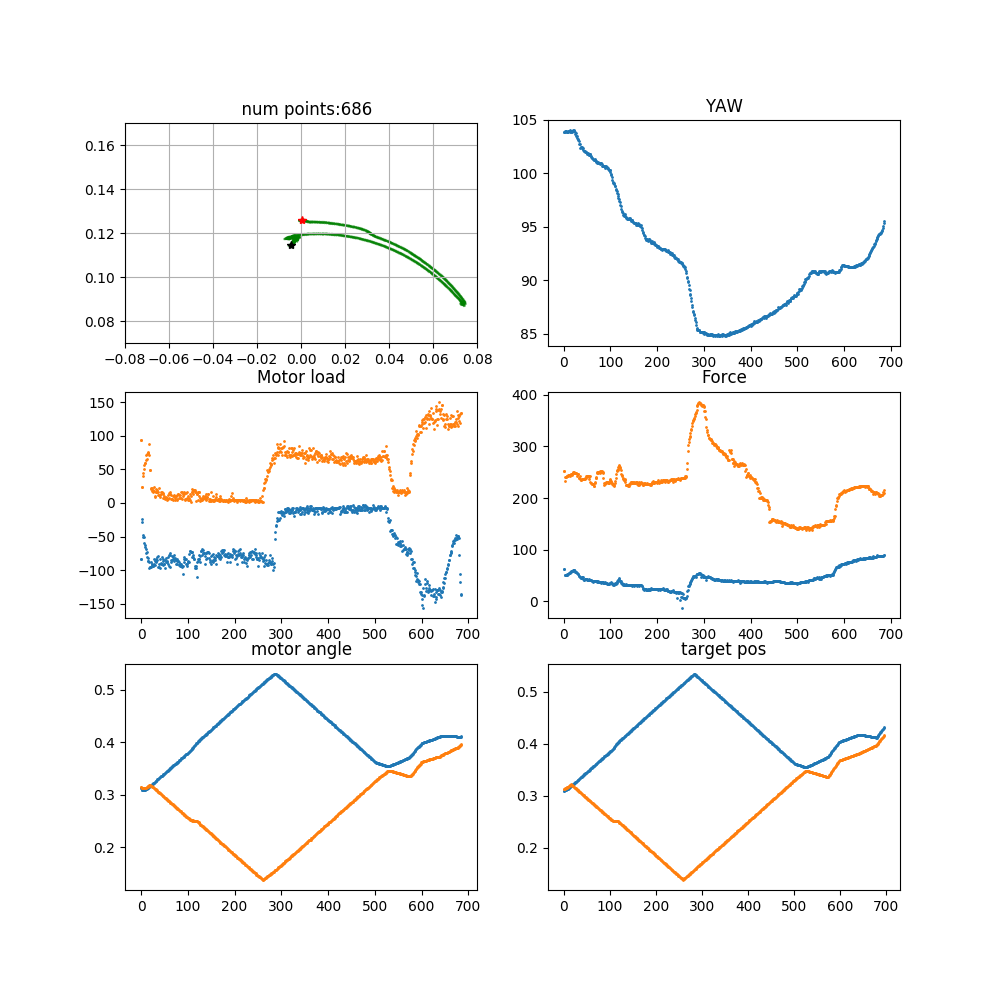 num points:686
YAW
0.16
0.14
0.12
0.10
0.08
−0.08 −0.06 −0.04 −0.02 0.00 0.02 0.04 0.06 0.08
105
100
95
90
85
0 100 200 300 400 500 600 700
Motor load
Force
150
100
50
0
−50
−100
−150
0 100 200 300 400 500 600 700
400
300
200
100
0
0 100 200 300 400 500 600 700
motor angle
target pos
0.5
0.4
0.3
0.2
0 100 200 300 400 500 600 700
0.5
0.4
0.3
0.2
0 100 200 300 400 500 600 700